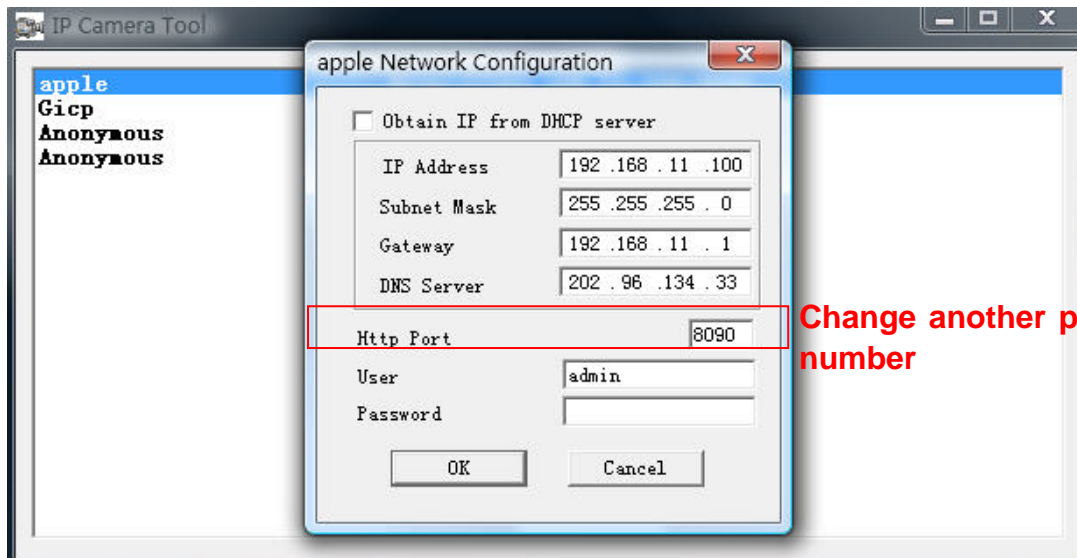 IP Camera Tool
apple Network Configuration
apple
Gicp
Anonymous
Anonymous
Obtain IP from DHCP server
IP Address 192 .168 . 11 .100
Subnet Mask 255 .255 .255 . 0
Gateway 192 .168 . 11 . 1
DNS Server 202 . 96 .134 . 33
Http Port 8090
Change another p
number
User admin
Password
OK Cancel